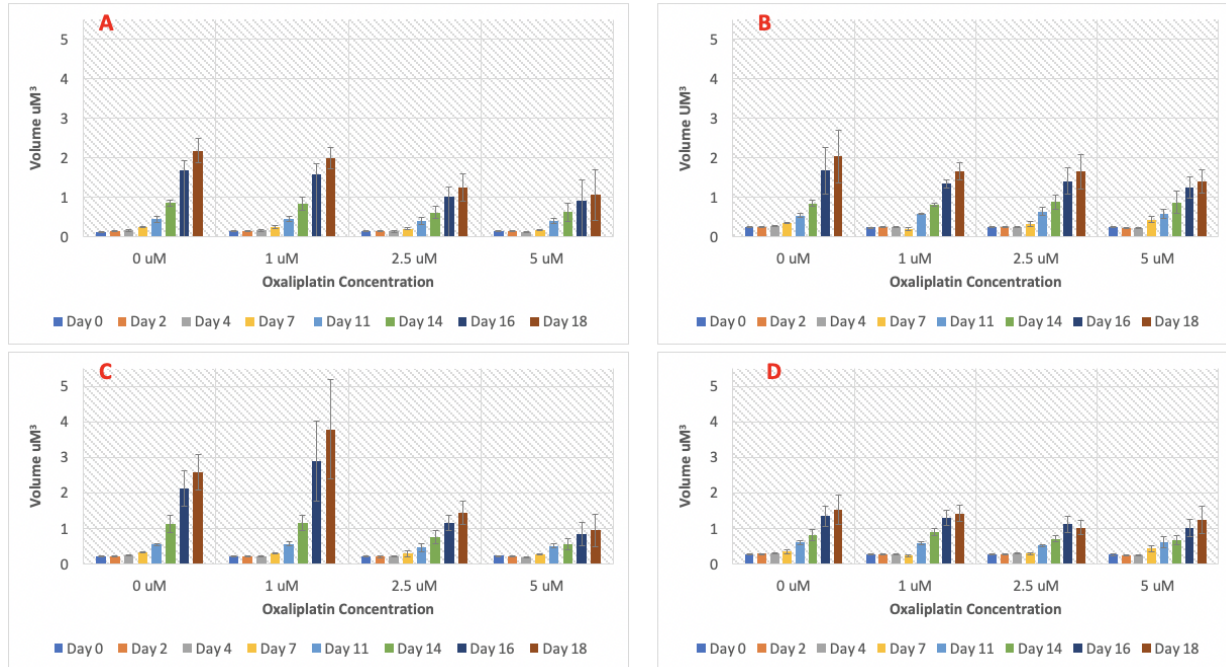 A
5
4
3
2
1
0
Volume uM³
0 uM 1 uM 2.5 uM 5 uM
Oxaliplatin Concentration
Day 0 Day 2 Day 4 Day 7 Day 11 Day 14 Day 16 Day 18
B
5
4
3
2
1
0
Volume UM³
0 uM 1 uM 2.5 uM 5 uM
Oxaliplatin Concentration
Day 0 Day 2 Day 4 Day 7 Day 11 Day 14 Day 16 Day 18
C
5
4
3
2
1
0
Volume uM³
0 uM 1 uM 2.5 uM 5 uM
Oxaliplatin Concentration
Day 0 Day 2 Day 4 Day 7 Day 11 Day 14 Day 16 Day 18
D
5
4
3
2
1
0
Volume uM³
0 uM 1 uM 2.5 uM 5 uM
Oxaliplatin Concentration
Day 0 Day 2 Day 4 Day 7 Day 11 Day 14 Day 16 Day 18